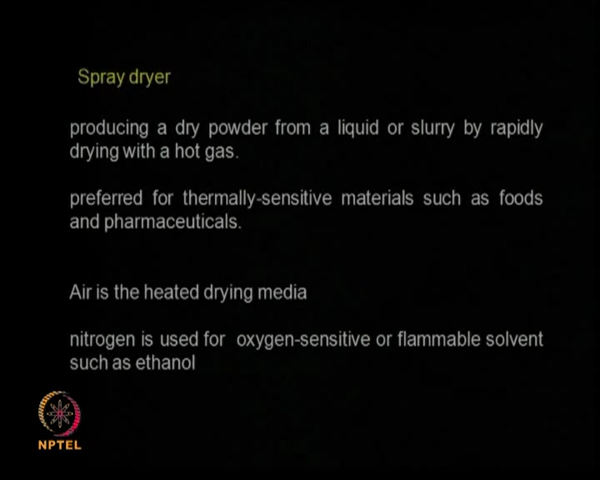 Spray dryer
producing a dry powder from a liquid or slurry by rapidly
drying with a hot gas.
preferred for thermally-sensitive materials such as foods
and pharmaceuticals.
Air is the heated drying media
nitrogen is used for oxygen-sensitive or flammable solvent
such as ethanol
NPTEL